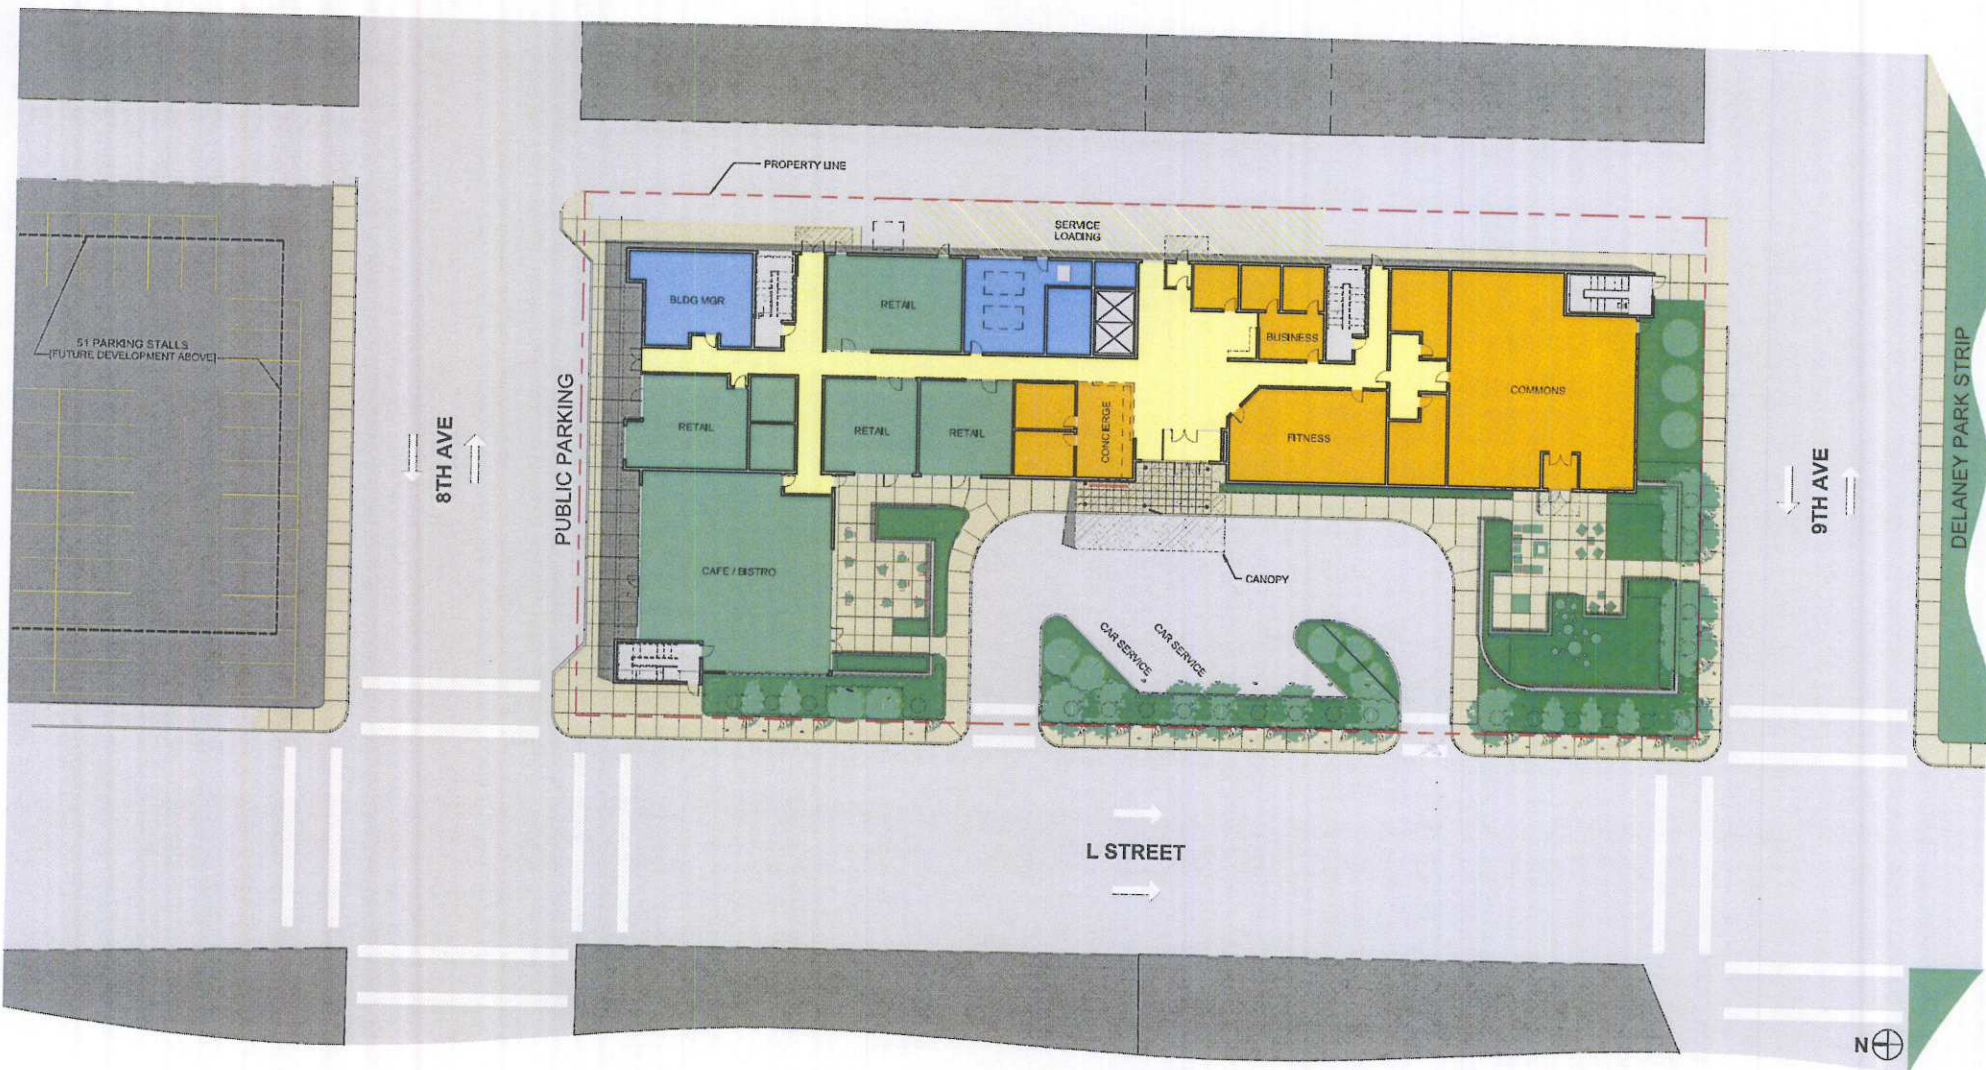 PROPERTY LINE
SERVICE
LOADING
BLDG MGR
RETAIL
BUSINESS
51 PARKING STALLS
[FUTURE DEVELOPMENT ABOVE]
COMMONS
RETAIL
RETAIL
RETAIL
CONCIERGE
FITNESS
8TH AVE
PUBLIC PARKING
9TH AVE
DELANEY PARK STRIP
CAFE / BISTRO
CANOPY
CAR SERVICE
CAR SERVICE
L STREET
N